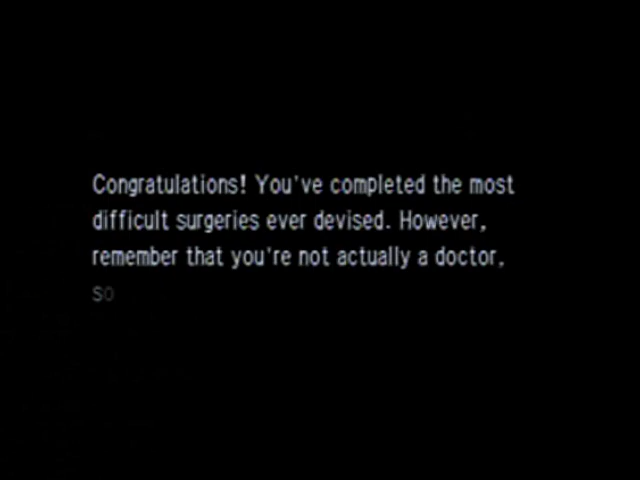 Congratulations! You've completed the most
difficult surgeries ever devised. However,
remember that you're not actually a doctor,
so